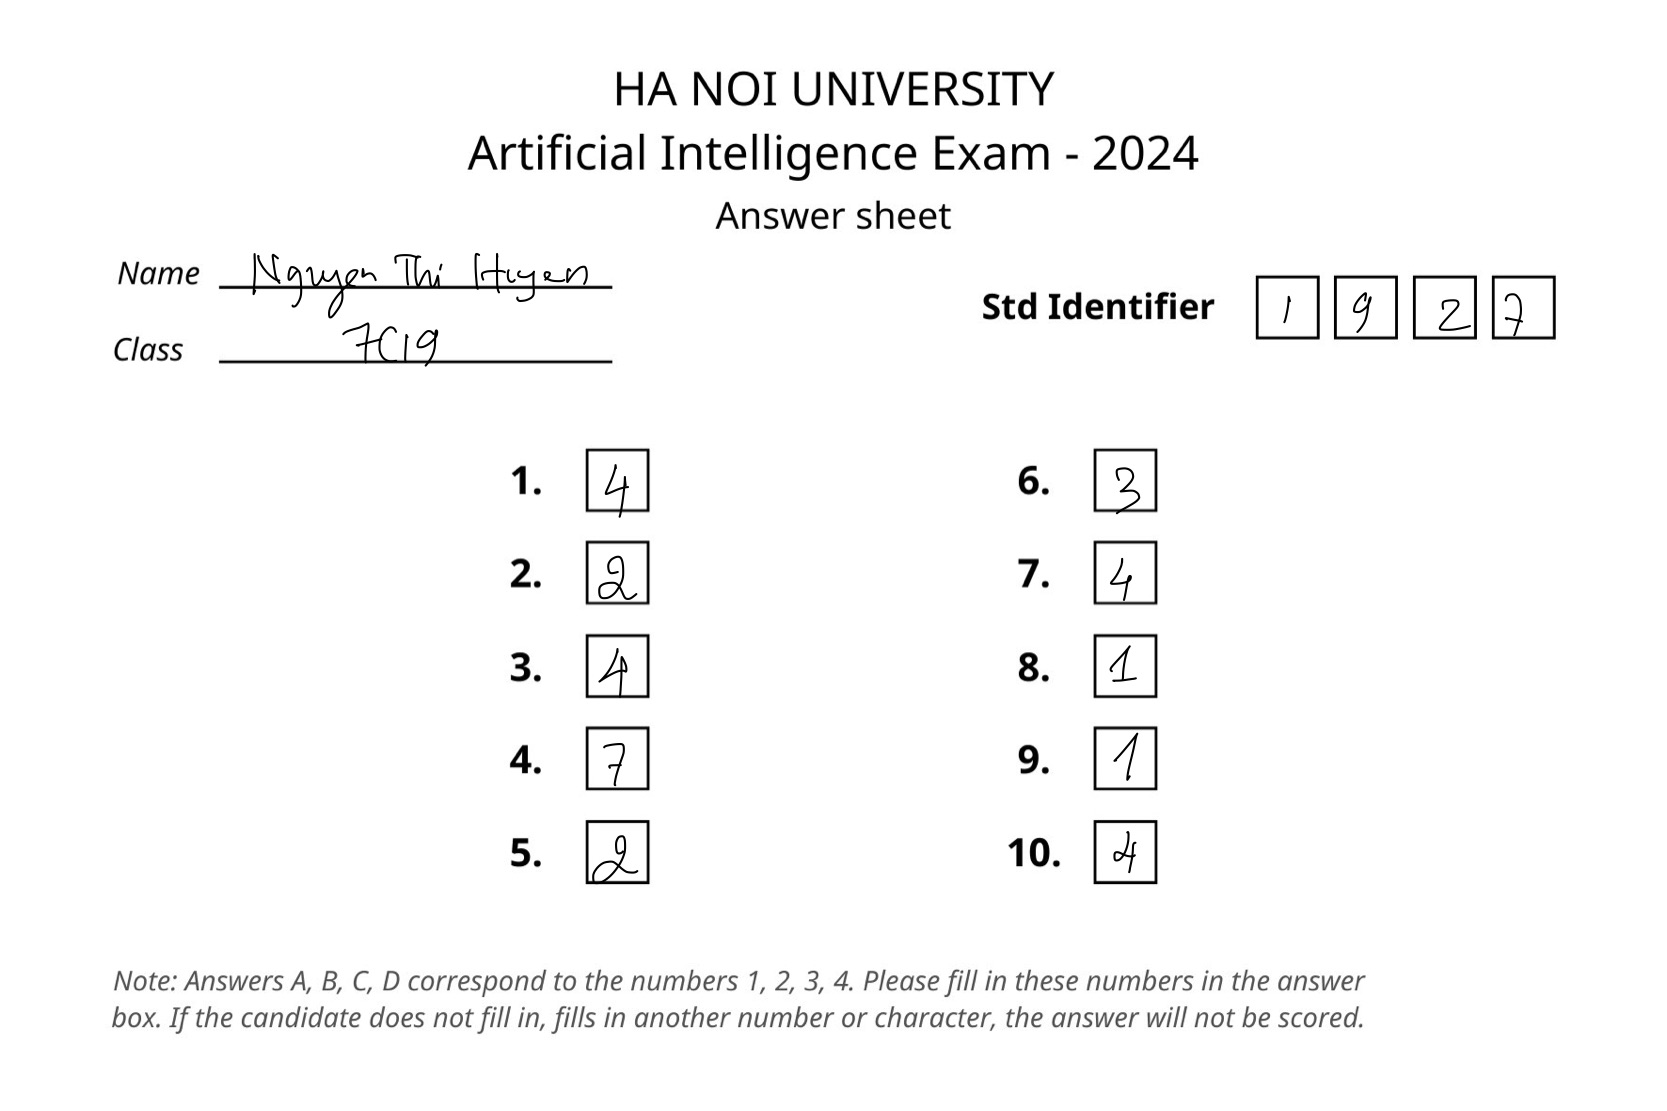 HA NOI UNIVERSITY
Artificial Intelligence Exam - 2024
Answer sheet
Name Nguyen Thi Huyen
Class 7C19
Std Identifier 1 9 2 7
1. 4
2. 2
3. 4
4. 7
5. 2
6. 3
7. 4
8. 1
9. 1
10. 4
Note: Answers A, B, C, D correspond to the numbers 1, 2, 3, 4. Please fill in these numbers in the answer
box. If the candidate does not fill in, fills in another number or character, the answer will not be scored.